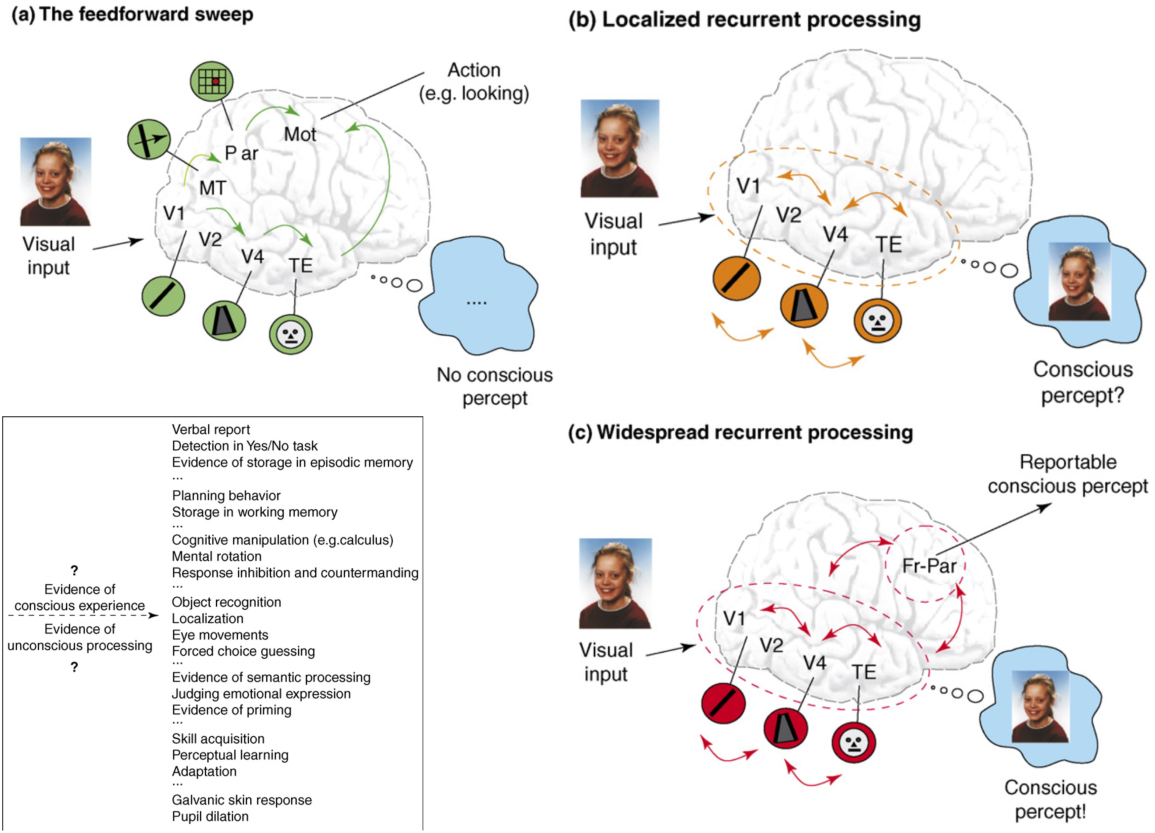 (a) The feedforward sweep
Action
(e.g. looking)
Mot
Par
MT
V1
V2
V4
TE
Visual
input
....
No conscious
percept
(b) Localized recurrent processing
V1
V2
V4
TE
Visual
input
Conscious
percept?
Verbal report
Detection in Yes/No task
Evidence of storage in episodic memory
...
Planning behavior
Storage in working memory
...
Cognitive manipulation (e.g.calculus)
Mental rotation
Response inhibition and countermanding
...
?
Evidence of
conscious experience
Evidence of
unconscious processing
?
Object recognition
Localization
Eye movements
Forced choice guessing
...
Evidence of semantic processing
Judging emotional expression
Evidence of priming
...
Skill acquisition
Perceptual learning
Adaptation
...
Galvanic skin response
Pupil dilation
(c) Widespread recurrent processing
Reportable
conscious percept
Fr-Par
V1
V2
V4
TE
Visual
input
Conscious
percept!